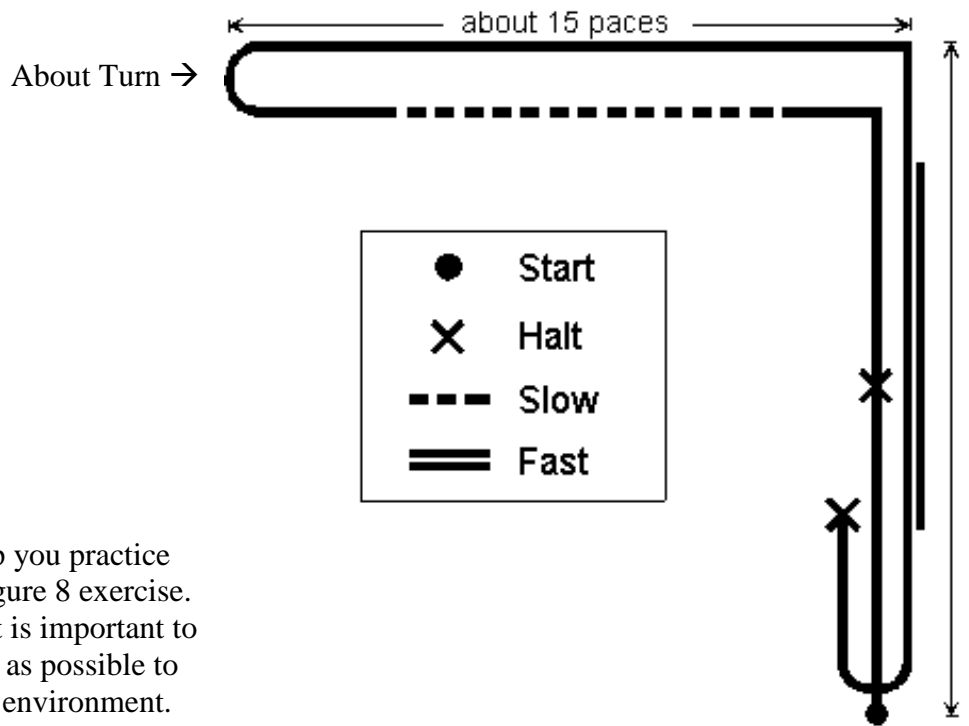 about 15 paces
About Turn →
Start
Halt
Slow
Fast
you practice
gure 8 exercise.
is important to
as possible to
environment.